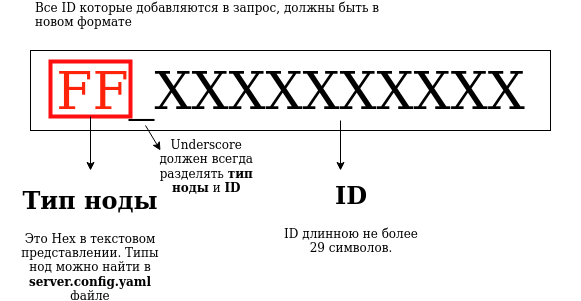 Все ID которые добавляются в запрос, должны быть в
новом формате
FF_XXXXXXXXXX
Underscore
должен всегда
разделять тип
ноды и ID
Тип ноды
ID
Это Hex в текстовом
представлении. Типы
нод можно найти в
server.config.yaml
файле
ID длинною не более
29 символов.